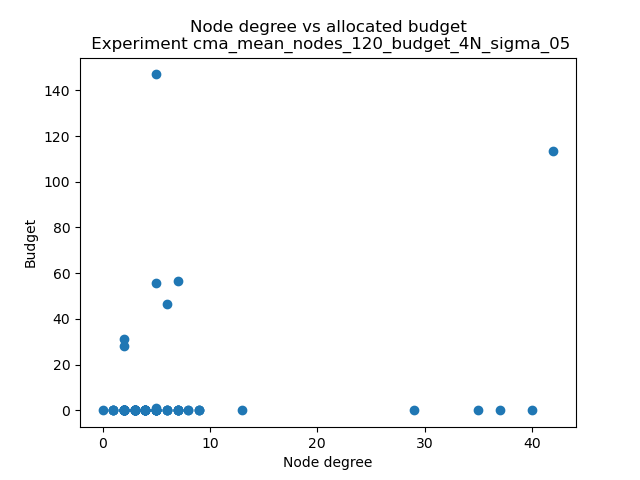 Node degree vs allocated budget
Experiment cma_mean_nodes_120_budget_4N_sigma_05
140
120
100
80
60
40
20
0
Budget
0 10 20 30 40
Node degree